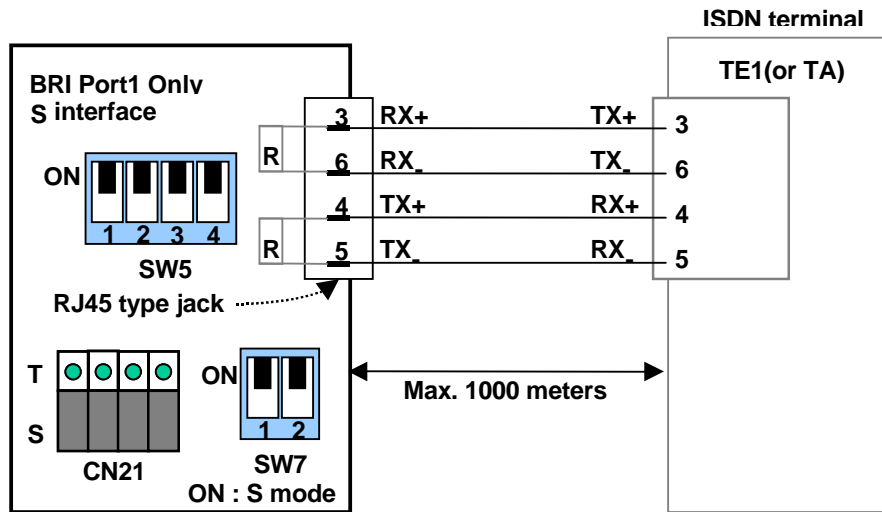 ISDN terminal
TE1(or TA)
BRI Port1 Only
S interface
ON
1 2 3 4
SW5
RJ45 type jack
R
R
3 RX+ TX+ 3
6 RX- TX- 6
4 TX+ RX+ 4
5 TX- RX- 5
T
S
CN21
ON
1 2
SW7
ON : S mode
Max. 1000 meters